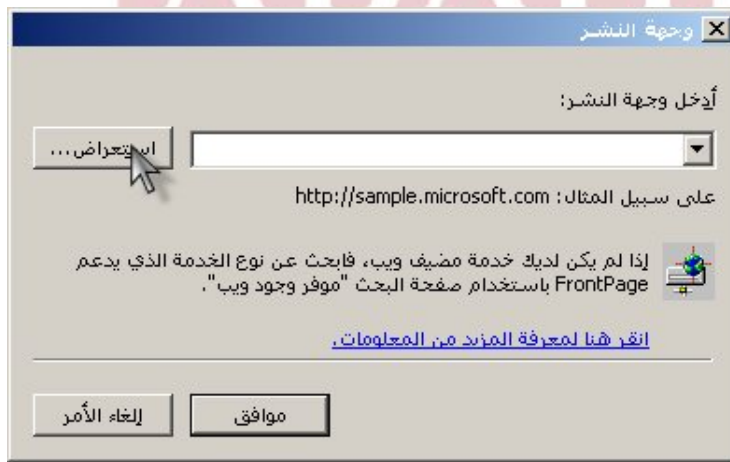 وجهة النشر
أدخل وجهة النشر:
استعراض...
على سبيل المثال: http://sample.microsoft.com
إذا لم يكن لديك خدمة مضيف ويب، فابحث عن نوع الخدمة الذي يدعم
FrontPage باستخدام صفحة البحث "موفر وجود ويب".
انقر هنا لمعرفة المزيد من المعلومات.
موافق
إلغاء الأمر